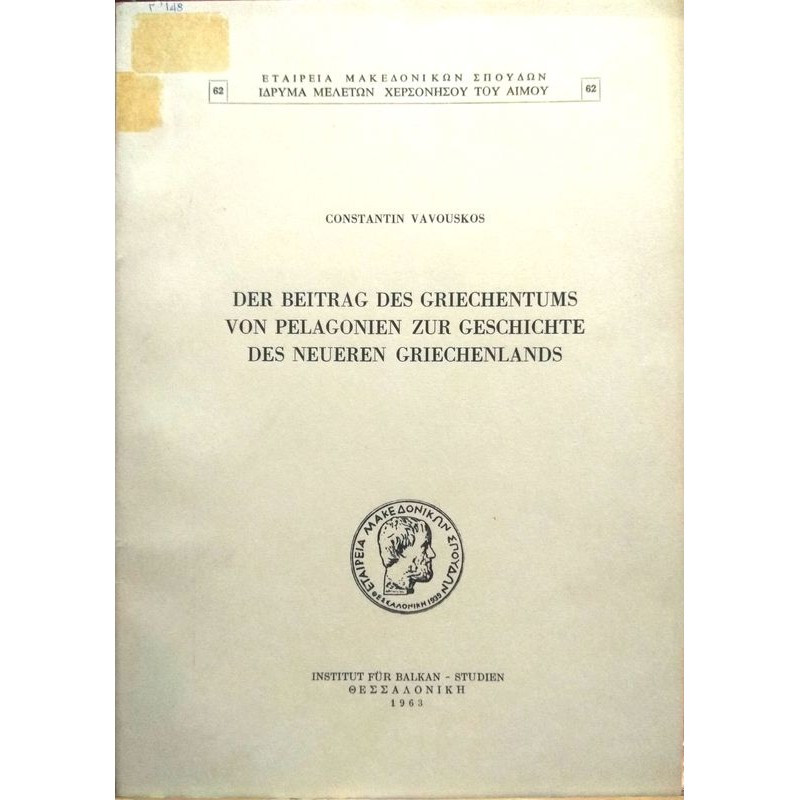 Γ' 148
ΕΤΑΙΡΕΙΑ ΜΑΚΕΔΟΝΙΚΩΝ ΣΠΟΥΔΩΝ
62 ΙΔΡΥΜΑ ΜΕΛΕΤΩΝ ΧΕΡΣΟΝΗΣΟΥ ΤΟΥ ΑΙΜΟΥ 62
CONSTANTIN VAVOUSKOS
DER BEITRAG DES GRIECHENTUMS
VON PELAGONIEN ZUR GESCHICHTE
DES NEUEREN GRIECHENLANDS
ΕΤΑΙΡΕΙΑ ΜΑΚΕΔΟΝΙΚΩΝ ΣΠΟΥΔΩΝ
ΘΕΣΣΑΛΟΝΙΚΗ 1939
INSTITUT FÜR BALKAN - STUDIEN
ΘΕΣΣΑΛΟΝΙΚΗ
1963